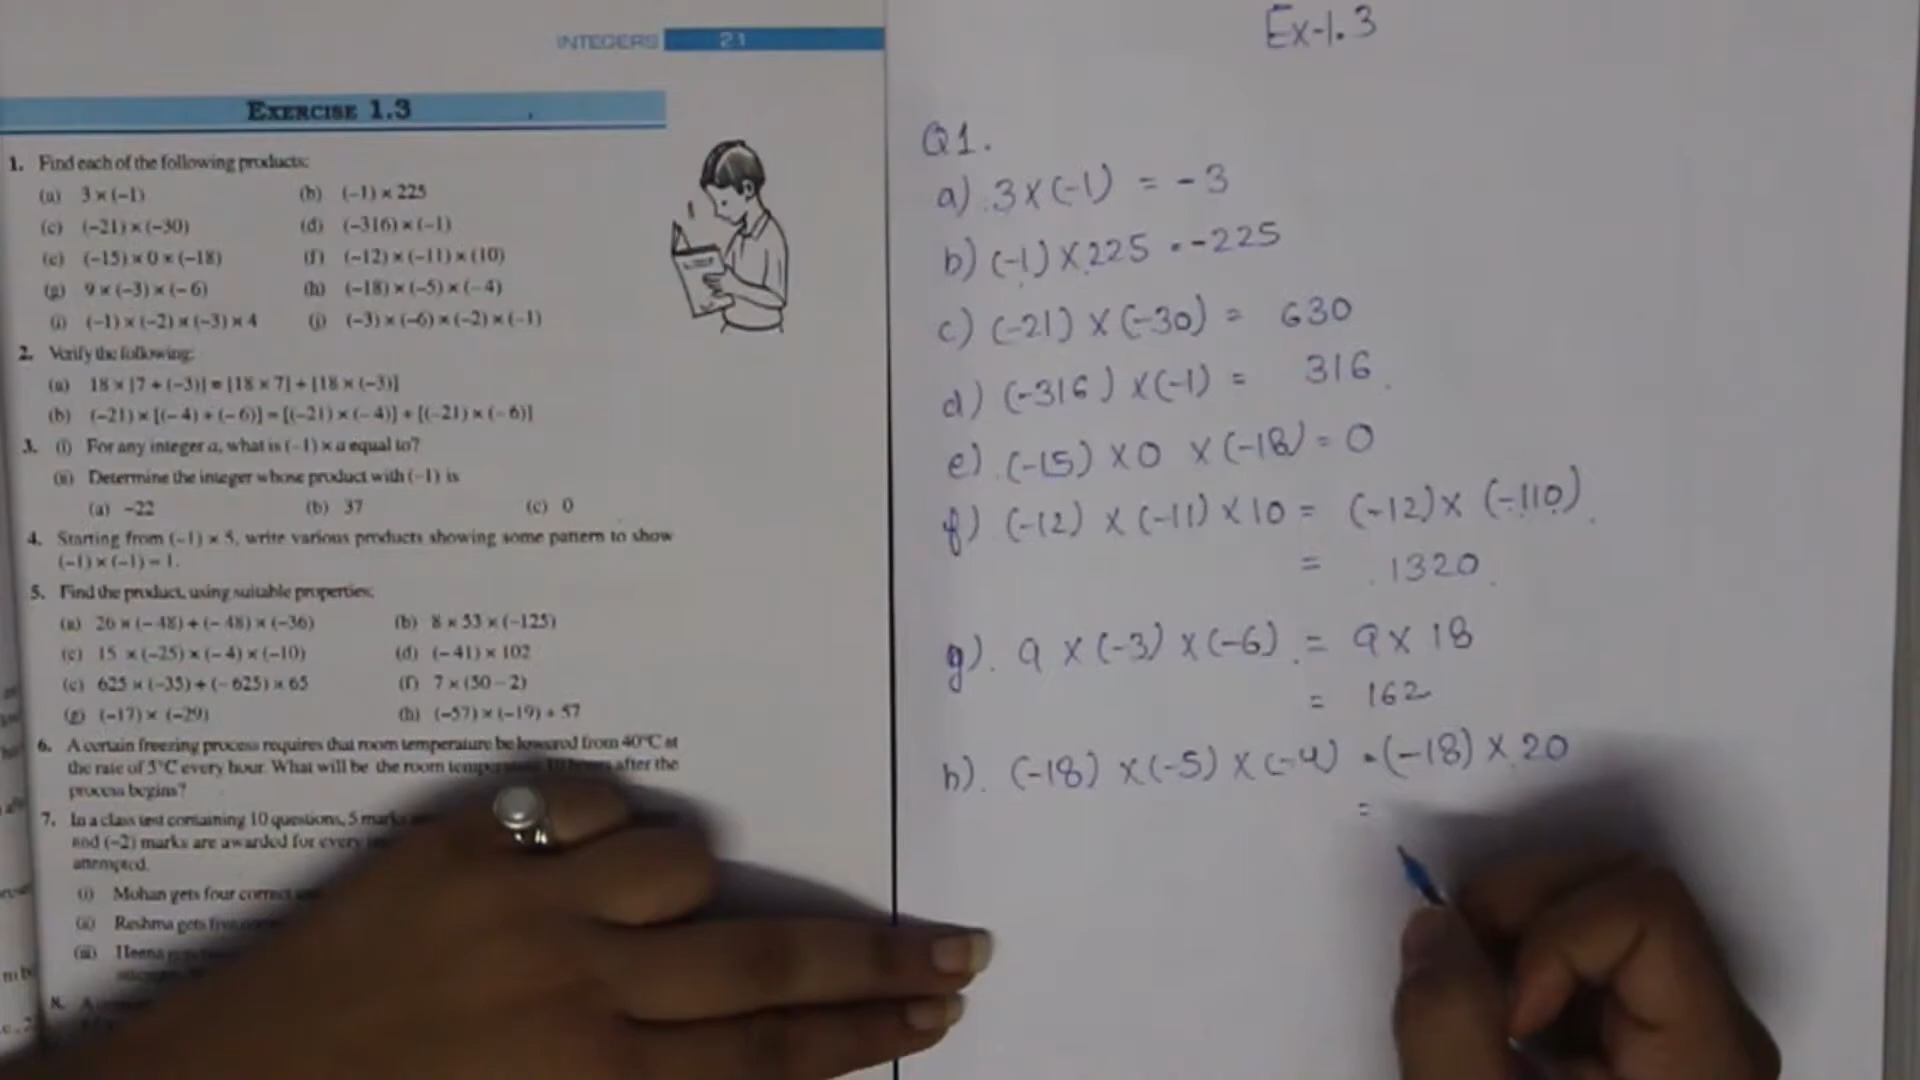 INTEGERS 21
EXERCISE 1.3
1. Find each of the following products:
(a) 3 × (–1) (b) (–1) × 225
(c) (–21) × (–30) (d) (–316) × (–1)
(e) (–15) × 0 × (–18) (f) (–12) × (–11) × (10)
(g) 9 × (–3) × (–6) (h) (–18) × (–5) × (–4)
(i) (–1) × (–2) × (–3) × 4 (j) (–3) × (–6) × (–2) × (–1)
2. Verify the following:
(a) 18 × [7 + (–3)] = [18 × 7] + [18 × (–3)]
(b) (–21) × [(–4) + (–6)] = [(–21) × (–4)] + [(–21) × (–6)]
3. (i) For any integer a, what is (–1) × a equal to?
(ii) Determine the integer whose product with (–1) is
(a) –22 (b) 37 (c) 0
4. Starting from (–1) × 5, write various products showing some pattern to show
(–1) × (–1) = 1.
5. Find the product, using suitable properties:
(a) 26 × (–48) + (–48) × (–36) (b) 8 × 53 × (–125)
(c) 15 × (–25) × (–4) × (–10) (d) (–41) × 102
(e) 625 × (–35) + (–625) × 65 (f) 7 × (50 – 2)
(g) (–17) × (–29) (h) (–57) × (–19) + 57
6. A certain freezing process requires that room temperature be lowered from 40°C at
the rate of 5°C every hour. What will be the room after the
process begins?
7. In a class test containing 10 questions, 5 marks
and (–2) marks are awarded for every
attempted.
(i) Mohan gets four correct
(ii) Reshma gets five
(iii) Heena
8. A
Ex-1.3
Q1.
a) 3 × (-1) = -3
b) (-1) × 225 = -225
c) (-21) × (-30) = 630
d) (-316) × (-1) = 316
e) (-15) × 0 × (-18) = 0
f) (-12) × (-11) × 10 = (-12) × (-110)
= 1320
g) 9 × (-3) × (-6) = 9 × 18
= 162
h) (-18) × (-5) × (-4) = (-18) × 20
=